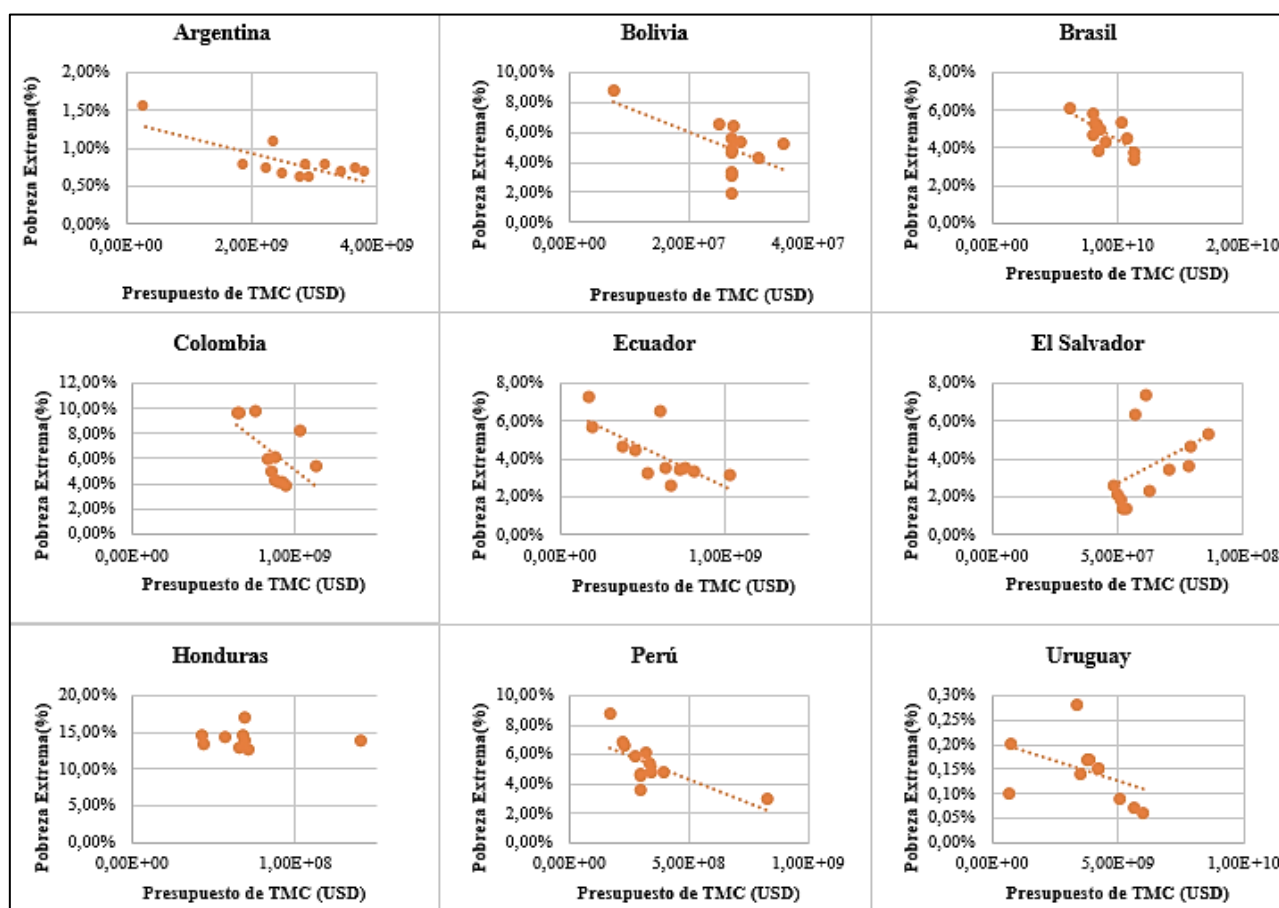 Argentina
Pobreza Extrema(%)
2,00%
1,50%
1,00%
0,50%
0,00%
0,00E+00 2,00E+09 4,00E+09
Presupuesto de TMC (USD)
Bolivia
Pobreza Extrema(%)
10,00%
8,00%
6,00%
4,00%
2,00%
0,00%
0,00E+00 2,00E+07 4,00E+07
Presupuesto de TMC (USD)
Brasil
Pobreza Extrema(%)
8,00%
6,00%
4,00%
2,00%
0,00%
0,00E+00 1,00E+10 2,00E+10
Presupuesto de TMC (USD)
Colombia
Pobreza Extrema(%)
12,00%
10,00%
8,00%
6,00%
4,00%
2,00%
0,00%
0,00E+00 1,00E+09
Presupuesto de TMC (USD)
Ecuador
Pobreza Extrema(%)
8,00%
6,00%
4,00%
2,00%
0,00%
0,00E+00 1,00E+09
Presupuesto de TMC (USD)
El Salvador
Pobreza Extrema(%)
8,00%
6,00%
4,00%
2,00%
0,00%
0,00E+00 5,00E+07 1,00E+08
Presupuesto de TMC (USD)
Honduras
Pobreza Extrema(%)
20,00%
15,00%
10,00%
5,00%
0,00%
0,00E+00 1,00E+08
Presupuesto de TMC (USD)
Perú
Pobreza Extrema(%)
10,00%
8,00%
6,00%
4,00%
2,00%
0,00%
0,00E+00 5,00E+08 1,00E+09
Presupuesto de TMC (USD)
Uruguay
Pobreza Extrema(%)
0,30%
0,25%
0,20%
0,15%
0,10%
0,05%
0,00%
0,00E+00 5,00E+09 1,00E+10
Presupuesto de TMC (USD)